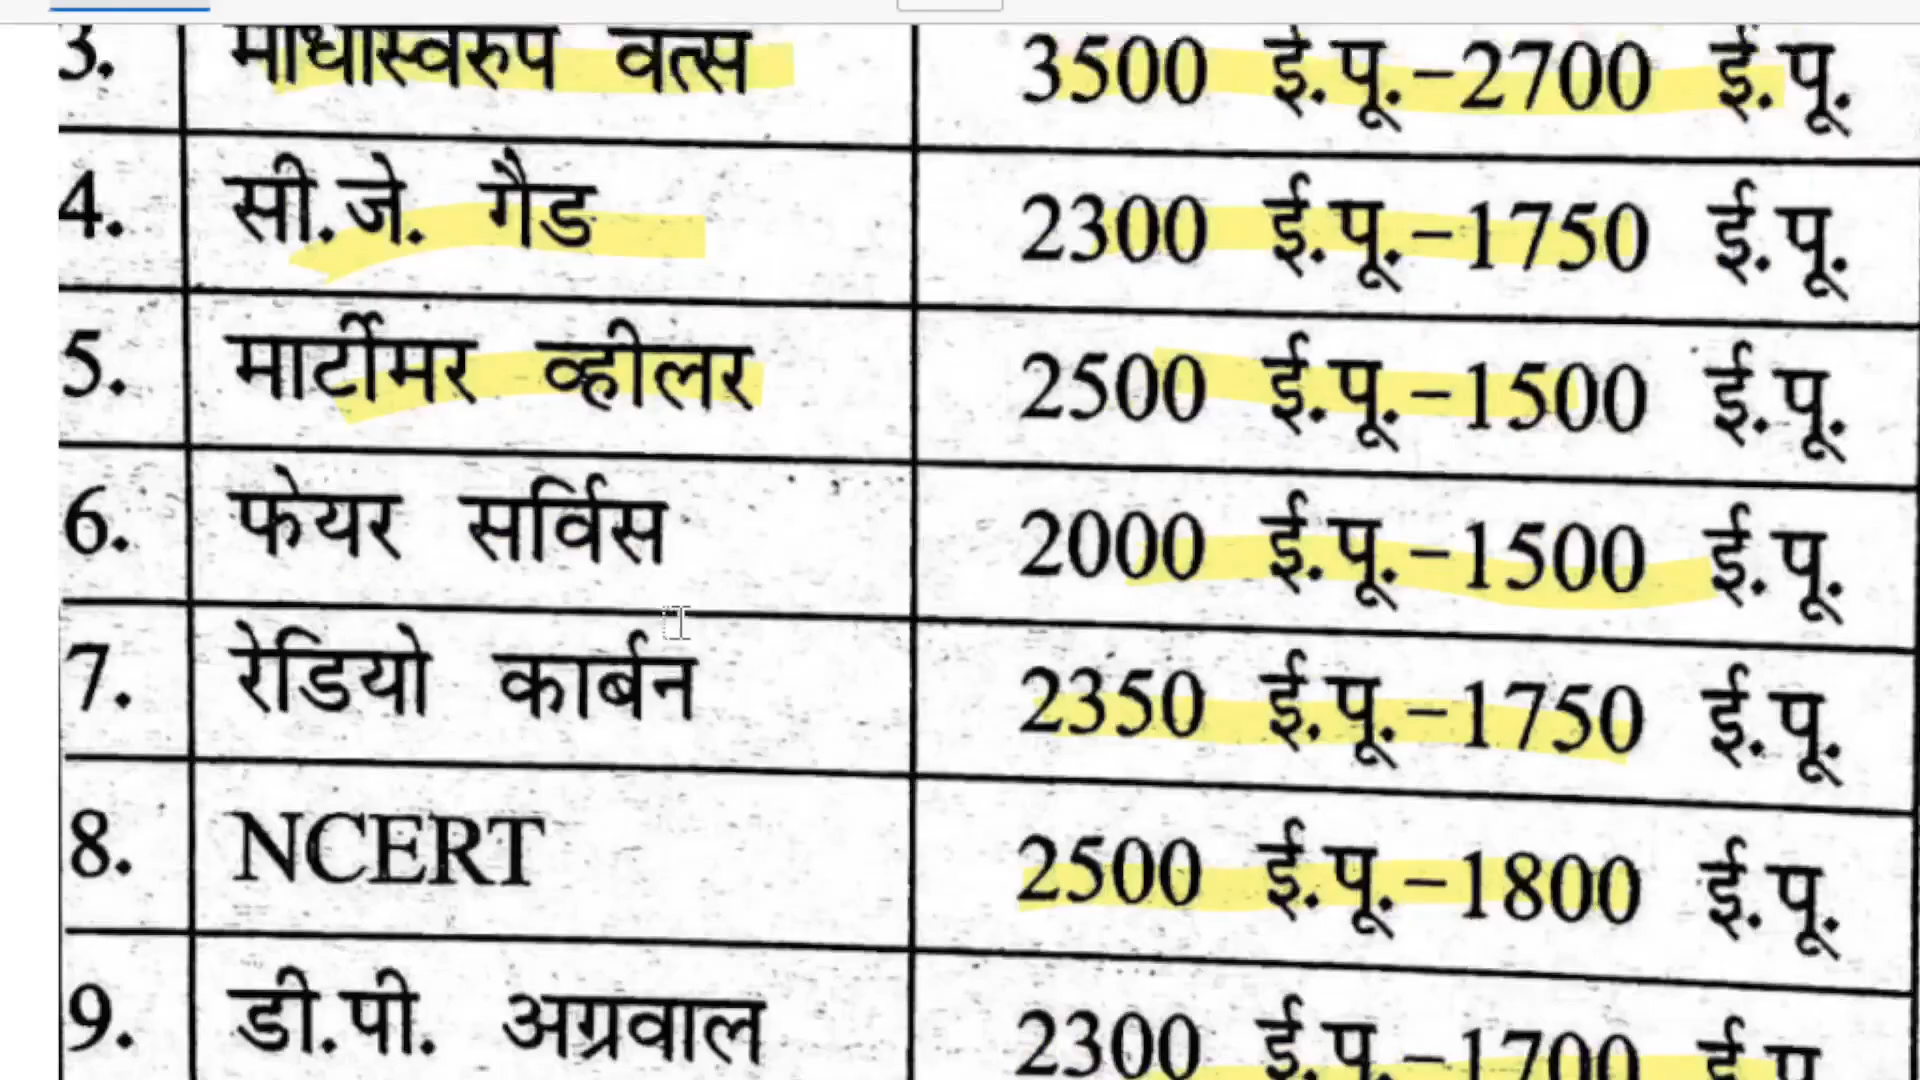 3. माधोस्वरुप वत्स 3500 ई.पू.-2700 ई.पू.
4. सी.जे. गैड 2300 ई.पू.-1750 ई.पू.
5. मार्टीमर व्हीलर 2500 ई.पू.-1500 ई.पू.
6. फेयर सर्विस 2000 ई.पू.-1500 ई.पू.
7. रेडियो कार्बन 2350 ई.पू.-1750 ई.पू.
8. NCERT 2500 ई.पू.-1800 ई.पू.
9. डी.पी. अग्रवाल 2300 ई.पू.-1700 ई.पू.